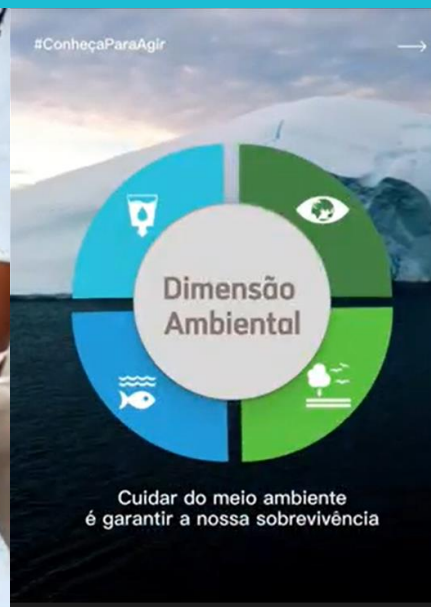 #ConheçaParaAgir
Dimensão
Ambiental
Cuidar do meio ambiente
é garantir a nossa sobrevivência